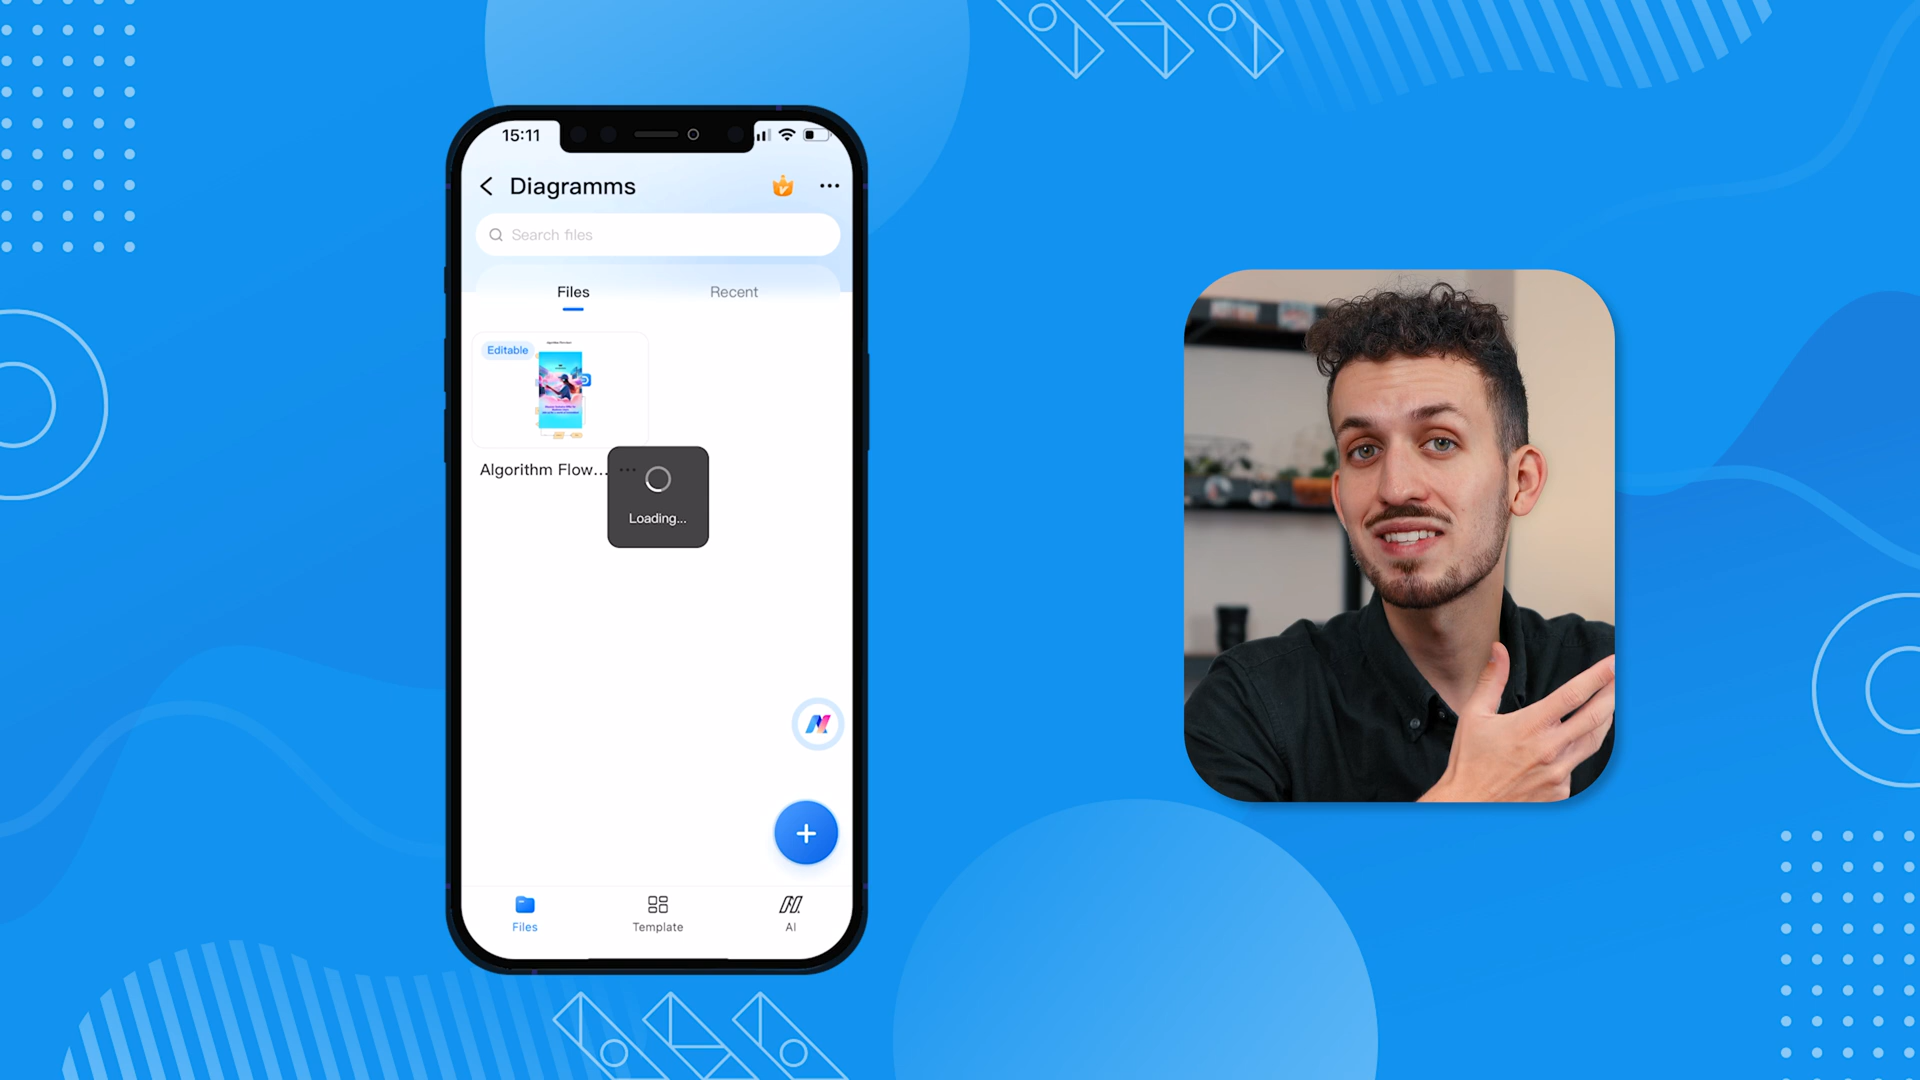 15:11
Diagramms
Search files
Files
Recent
Editable
Algorithm Flow...
Loading...
Files
Template
AI